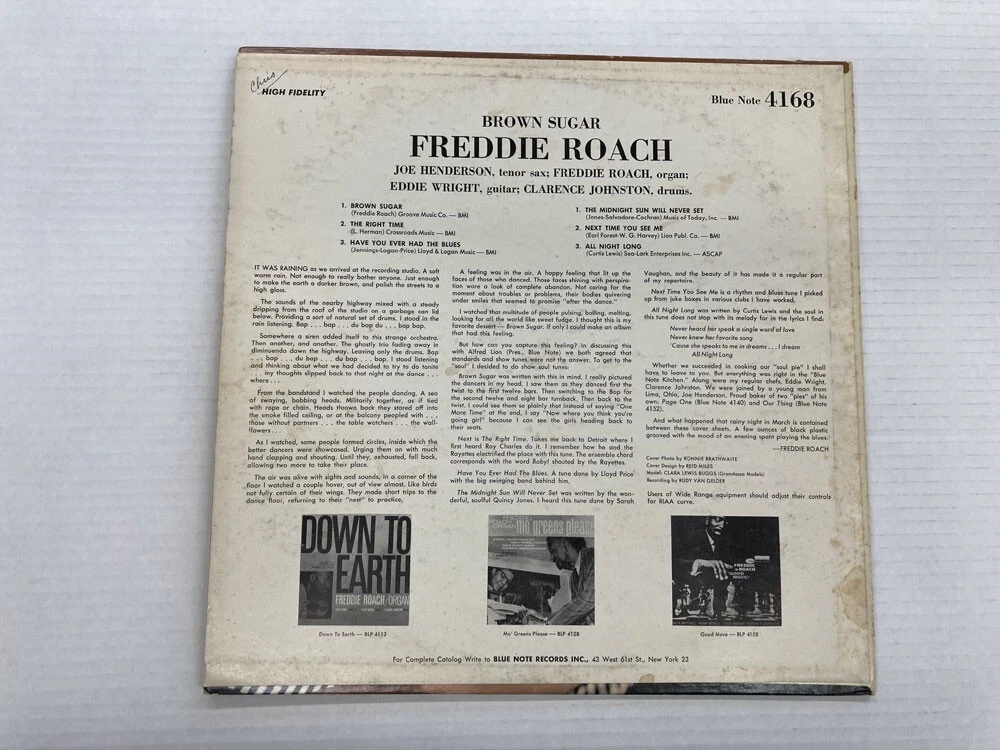 Chris
HIGH FIDELITY
Blue Note 4168
BROWN SUGAR
FREDDIE ROACH
JOE HENDERSON, tenor sax; FREDDIE ROACH, organ;
EDDIE WRIGHT, guitar; CLARENCE JOHNSTON, drums.
1. BROWN SUGAR
(Freddie Roach) Groove Music Co. — BMI
2. THE RIGHT TIME
(L. Herman) Crossroads Music — BMI
3. HAVE YOU EVER HAD THE BLUES
(Jennings-Logan-Price) Lloyd & Logan Music — BMI
1. THE MIDNIGHT SUN WILL NEVER SET
(Jones-Salvadore-Cochran) Music of Today, Inc. — BMI
2. NEXT TIME YOU SEE ME
(Earl Forest-W. G. Harvey) Lion Publ. Co. — BMI
3. ALL NIGHT LONG
(Curtis Lewis) Sea-Lark Enterprises Inc. — ASCAP
IT WAS RAINING as we arrived at the recording studio. A soft
warm rain. Not enough to really bother anyone. Just enough
to make the earth a darker brown, and polish the streets to a
high gloss.
The sounds of the nearby highway mixed with a steady
dripping from the roof of the studio on a garbage can lid
below. Providing a sort of natural set of drums. I stood in the
rain listening. Bap . . . bap . . . du bap du . . . bap bap.
Somewhere a siren added itself to this strange orchestra.
Then another, and another. The ghostly trio fading away in
diminuendo down the highway. Leaving only the drums. Bap
. . . bap . . . du bap . . . du bap . . . bap. I stood listening
and thinking about what we had decided to try to do tonite
. . . my thoughts slipped back to that night at the dance . . .
where . . .
From the bandstand I watched the people dancing. A sea
of swaying, bobbing heads. Militarily together, as if tied
with rope or chain. Heads thrown back they stared off into
the smoke filled ceiling, or at the balcony peopled with . . .
those without partners . . . the table watchers . . . the wall-
flowers . . .
As I watched, some people formed circles, inside which the
better dancers were showcased. Urging them on with much
hand clapping and shouting. Until they, exhausted, fell back,
allowing two more to take their place.
The air was alive with sights and sounds, in a corner of the
floor I watched a couple hover, out of view almost. Like birds
not fully certain of their wings. They made short trips to the
dance floor, returning to their "nest" to practice.
A feeling was in the air. A happy feeling that lit up the
faces of those who danced. Those faces shining with perspira-
tion wore a look of complete abandon. Not caring for the
moment about troubles or problems, their bodies quivering
under smiles that seemed to promise "after the dance."
I watched that multitude of people pulsing, boiling, melting,
looking for all the world like sweet fudge. I thought this is my
favorite dessert — Brown Sugar. If only I could make an album
that had this feeling.
But how can you capture this feeling? In discussing this
with Alfred Lion (Pres., Blue Note) we both agreed that
standards and show tunes were not the answer. To get to the
"soul" I decided to do show soul tunes:
Brown Sugar was written with this in mind. I really pictured
the dancers in my head. I saw them as they danced first the
twist to the first twelve bars. Then switching to the Bop for
the second twelve and eight bar turnback. Then back to the
twist. I could see them so plainly that instead of saying "One
More Time" at the end, I say "Now where you think you're
going girl" because I can see the girls heading back to
their seats.
Next is The Right Time. Takes me back to Detroit where I
first heard Ray Charles do it. I remember how he and the
Rayettes electrified the place with this tune. The ensemble chord
corresponds with the word Baby! shouted by the Rayettes.
Have You Ever Had The Blues. A tune done by Lloyd Price
with the big swinging band behind him.
The Midnight Sun Will Never Set was written by the won-
derful, soulful Quincy Jones. I heard this tune done by Sarah
Vaughan, and the beauty of it has made it a regular part
of my repertoire.
Next Time You See Me is a rhythm and blues tune I picked
up from juke boxes in various clubs I have worked.
All Night Long was written by Curtis Lewis and the soul in
this tune does not stop with its melody for in the lyrics I find:
Never heard her speak a single word of love
Never knew her favorite song
'Cause she speaks to me in dreams . . . I dream
All Night Long
Whether we succeeded in cooking our "soul pie" I shall
have to leave to you. But everything was right in the "Blue
Note Kitchen." Along were my regular chefs, Eddie Wright,
Clarence Johnston. We were joined by a young man from
Lima, Ohio, Joe Henderson. Proud baker of two "pies" of his
own: Page One (Blue Note 4140) and Our Thing (Blue Note
4152).
And what happened that rainy night in March is contained
between these cover sheets. A few ounces of black plastic
grooved with the mood of an evening spent playing the blues.
—FREDDIE ROACH
Cover Photo by RONNIE BRATHWAITE
Cover Design by REID MILES
Model: CLARA LEWIS BUGGS (Grandassa Models)
Recording by RUDY VAN GELDER
Users of Wide Range equipment should adjust their controls
for RIAA curve.
DOWN TO
EARTH
FREDDIE ROACH/ORGAN
mo' greens please
FREDDIE
ROACH
GOOD
MOVE!
Down To Earth — BLP 4113
Mo' Greens Please — BLP 4128
Good Move — BLP 4158
For Complete Catalog Write to BLUE NOTE RECORDS INC., 43 West 61st St., New York 23